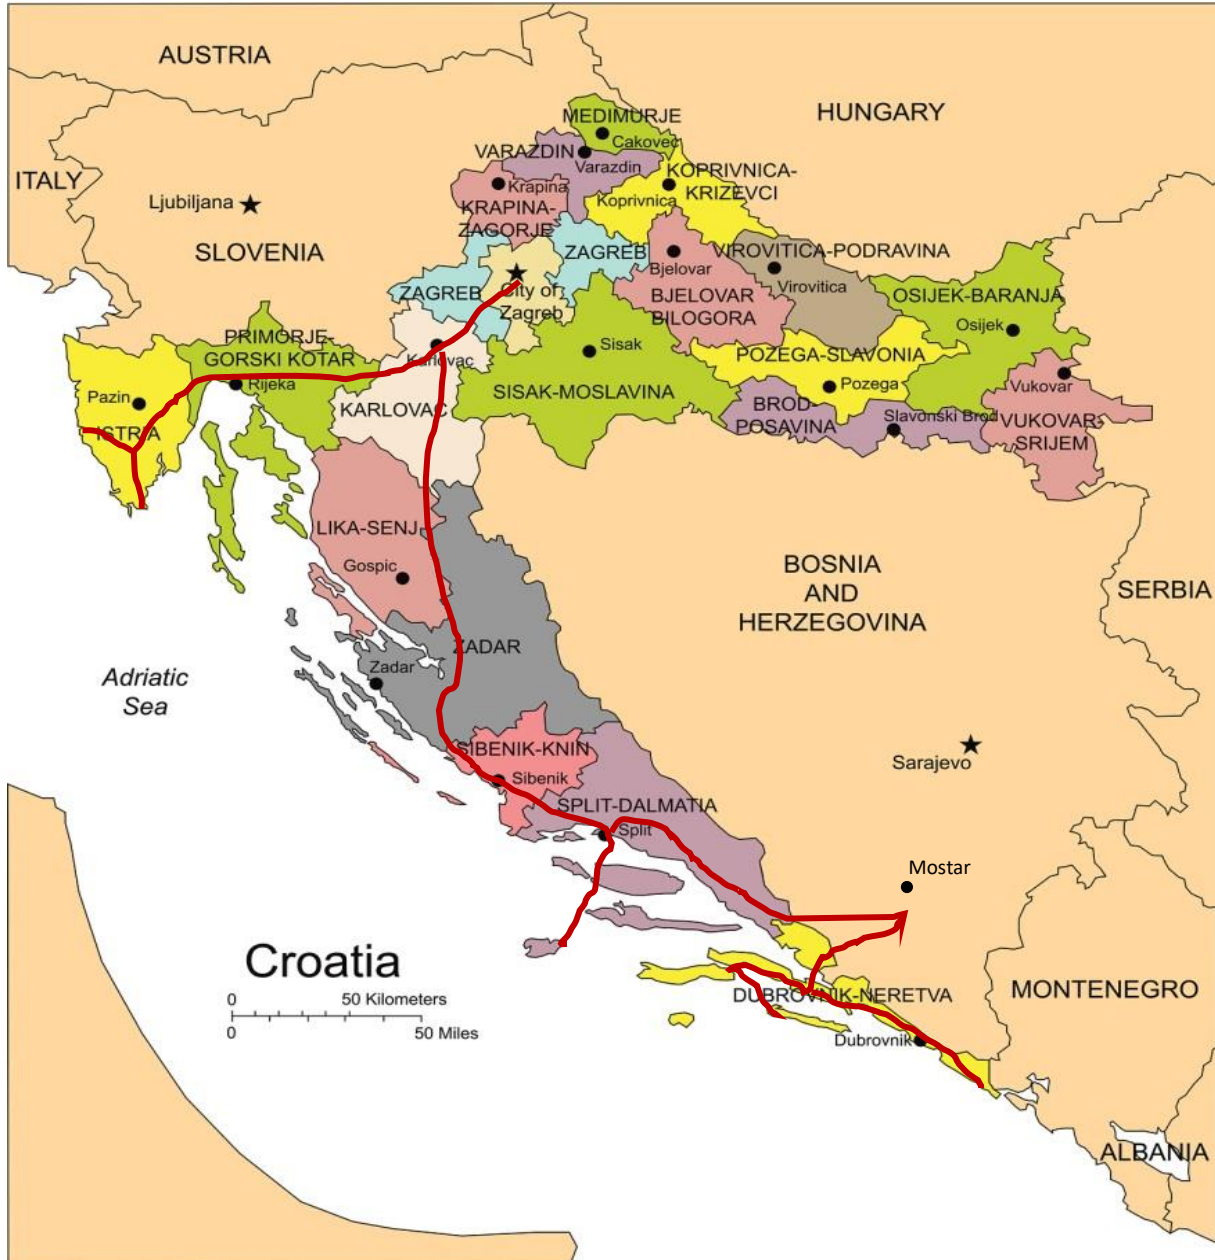 AUSTRIA
HUNGARY
MEDIMURJE
Cakovec
VARAZDIN
Varazdin
ITALY
KOPRIVNICA-
KRIZEVCI
Krapina
Koprivnica
Ljubiljana
KRAPINA-
ZAGORJE
SLOVENIA
ZAGREB
VIROVITICA-PODRAVINA
Bjelovar
Virovitica
ZAGREB
City of
Zagreb
BJELOVAR
BILOGORA
OSIJEK-BARANJA
Osijek
PRIMORJE-
GORSKI KOTAR
Karlovac
Sisak
POZEGA-SLAVONIA
Rijeka
Pazin
SISAK-MOSLAVINA
Pozega
Vukovar
KARLOVAC
BROD-
POSAVINA
Slavonski Brod
VUKOVAR-
SRIJEM
ISTRIA
LIKA-SENJ
Gospic
BOSNIA
AND
HERZEGOVINA
SERBIA
ZADAR
Zadar
Adriatic
Sea
SIBENIK-KNIN
Sibenik
Sarajevo
SPLIT-DALMATIA
Split
Mostar
Croatia
0 50 Kilometers
0 50 Miles
DUBROVNIK-NERETVA
MONTENEGRO
Dubrovnik
ALBANIA